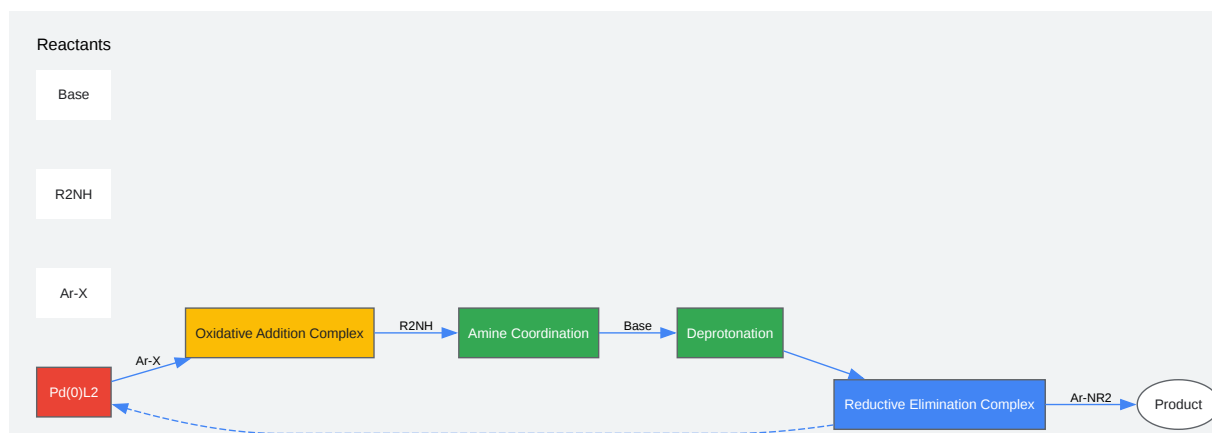 Reactants
Base
R2NH
Ar-X
Pd(0)L2
Ar-X
Oxidative Addition Complex
R2NH
Amine Coordination
Base
Deprotonation
Reductive Elimination Complex
Ar-NR2
Product